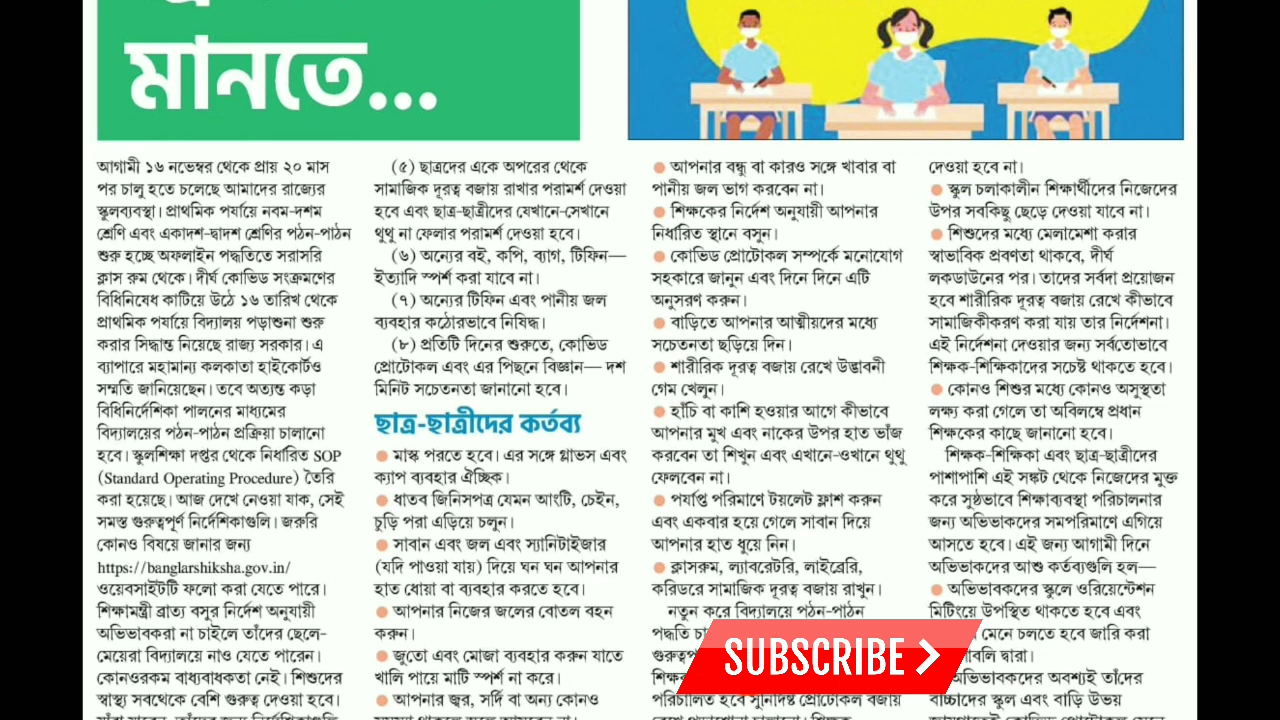 মানতে...
আগামী ১৬ নভেম্বর থেকে প্রায় ২০ মাস
পর চালু হতে চলেছে আমাদের রাজ্যের
স্কুলব্যবস্থা। প্রাথমিক পর্যায়ে নবম-দশম
শ্রেণি এবং একাদশ-দ্বাদশ শ্রেণির পঠন-পাঠন
শুরু হচ্ছে অফলাইন পদ্ধতিতে সরাসরি
ক্লাস রুম থেকে। দীর্ঘ কোভিড সংক্রমণের
বিধিনিষেধ কাটিয়ে উঠে ১৬ তারিখ থেকে
প্রাথমিক পর্যায়ে বিদ্যালয় পড়াশুনা শুরু
করার সিদ্ধান্ত নিয়েছে রাজ্য সরকার। এ
ব্যাপারে মহামান্য কলকাতা হাইকোর্টও
সম্মতি জানিয়েছেন। তবে অত্যন্ত কড়া
বিধিনির্দেশিকা পালনের মাধ্যমের
বিদ্যালয়ের পঠন-পাঠন প্রক্রিয়া চালানো
হবে। স্কুলশিক্ষা দপ্তর থেকে নির্ধারিত SOP
(Standard Operating Procedure) তৈরি
করা হয়েছে। আজ দেখে নেওয়া যাক, সেই
সমস্ত গুরুত্বপূর্ণ নির্দেশিকাগুলি। জরুরি
কোনও বিষয়ে জানার জন্য
https://banglarshiksha.gov.in/
ওয়েবসাইটটি ফলো করা যেতে পারে।
শিক্ষামন্ত্রী ব্রাত্য বসুর নির্দেশ অনুযায়ী
অভিভাবকরা না চাইলে তাঁদের ছেলে-
মেয়েরা বিদ্যালয়ে নাও যেতে পারেন।
কোনওরকম বাধ্যবাধকতা নেই। শিশুদের
স্বাস্থ্য সবথেকে বেশি গুরুত্ব দেওয়া হবে।
(৫) ছাত্রদের একে অপরের থেকে
সামাজিক দূরত্ব বজায় রাখার পরামর্শ দেওয়া
হবে এবং ছাত্র-ছাত্রীদের যেখানে-সেখানে
থুথু না ফেলার পরামর্শ দেওয়া হবে।
(৬) অন্যের বই, কপি, ব্যাগ, টিফিন—
ইত্যাদি স্পর্শ করা যাবে না।
(৭) অন্যের টিফিন এবং পানীয় জল
ব্যবহার কঠোরভাবে নিষিদ্ধ।
(৮) প্রতিটি দিনের শুরুতে, কোভিড
প্রোটোকল এবং এর পিছনে বিজ্ঞান— দশ
মিনিট সচেতনতা জানানো হবে।
ছাত্র-ছাত্রীদের কর্তব্য
● মাস্ক পরতে হবে। এর সঙ্গে গ্লাভস এবং
ক্যাপ ব্যবহার ঐচ্ছিক।
● ধাতব জিনিসপত্র যেমন আংটি, চেইন,
চুড়ি পরা এড়িয়ে চলুন।
● সাবান এবং জল এবং স্যানিটাইজার
(যদি পাওয়া যায়) দিয়ে ঘন ঘন আপনার
হাত ধোয়া বা ব্যবহার করতে হবে।
● আপনার নিজের জলের বোতল বহন
করুন।
● জুতো এবং মোজা ব্যবহার করুন যাতে
খালি পায়ে মাটি স্পর্শ না করে।
● আপনার জ্বর, সর্দি বা অন্য কোনও
● আপনার বন্ধু বা কারও সঙ্গে খাবার বা
পানীয় জল ভাগ করবেন না।
● শিক্ষকের নির্দেশ অনুযায়ী আপনার
নির্ধারিত স্থানে বসুন।
● কোভিড প্রোটোকল সম্পর্কে মনোযোগ
সহকারে জানুন এবং দিনে দিনে এটি
অনুসরণ করুন।
● বাড়িতে আপনার আত্মীয়দের মধ্যে
সচেতনতা ছড়িয়ে দিন।
● শারীরিক দূরত্ব বজায় রেখে উদ্ভাবনী
গেম খেলুন।
● হাঁচি বা কাশি হওয়ার আগে কীভাবে
আপনার মুখ এবং নাকের উপর হাত ভাঁজ
করবেন তা শিখুন এবং এখানে-ওখানে থুথু
ফেলবেন না।
● পর্যাপ্ত পরিমাণে টয়লেট ফ্লাশ করুন
এবং একবার হয়ে গেলে সাবান দিয়ে
আপনার হাত ধুয়ে নিন।
● ক্লাসরুম, ল্যাবরেটরি, লাইব্রেরি,
করিডরে সামাজিক দূরত্ব বজায় রাখুন।
নতুন করে বিদ্যালয়ে পঠন-পাঠন
পদ্ধতি
পরিচালিত হবে সুনির্দিষ্ট প্রোটোকল বজায়
দেওয়া হবে না।
● স্কুল চলাকালীন শিক্ষার্থীদের নিজেদের
উপর সবকিছু ছেড়ে দেওয়া যাবে না।
● শিশুদের মধ্যে মেলামেশা করার
স্বাভাবিক প্রবণতা থাকবে, দীর্ঘ
লকডাউনের পর। তাদের সর্বদা প্রয়োজন
হবে শারীরিক দূরত্ব বজায় রেখে কীভাবে
সামাজিকীকরণ করা যায় তার নির্দেশনা।
এই নির্দেশনা দেওয়ার জন্য সর্বতোভাবে
শিক্ষক-শিক্ষিকাদের সচেষ্ট থাকতে হবে।
● কোনও শিশুর মধ্যে কোনও অসুস্থতা
লক্ষ্য করা গেলে তা অবিলম্বে প্রধান
শিক্ষকের কাছে জানানো হবে।
শিক্ষক-শিক্ষিকা এবং ছাত্র-ছাত্রীদের
পাশাপাশি এই সঙ্কট থেকে নিজেদের মুক্ত
করে সুষ্ঠভাবে শিক্ষাব্যবস্থা পরিচালনার
জন্য অভিভাবকদের সমপরিমাণে এগিয়ে
আসতে হবে। এই জন্য আগামী দিনে
অভিভাকদের আশু কর্তব্যগুলি হল—
● অভিভাবকদের স্কুলে ওরিয়েন্টেশন
মিটিংয়ে উপস্থিত থাকতে হবে এবং
মেনে চলতে হবে জারি করা
দ্বারা।
অভিভাবকদের অবশ্যই তাঁদের
বাচ্চাদের স্কুল এবং বাড়ি উভয়
SUBSCRIBE